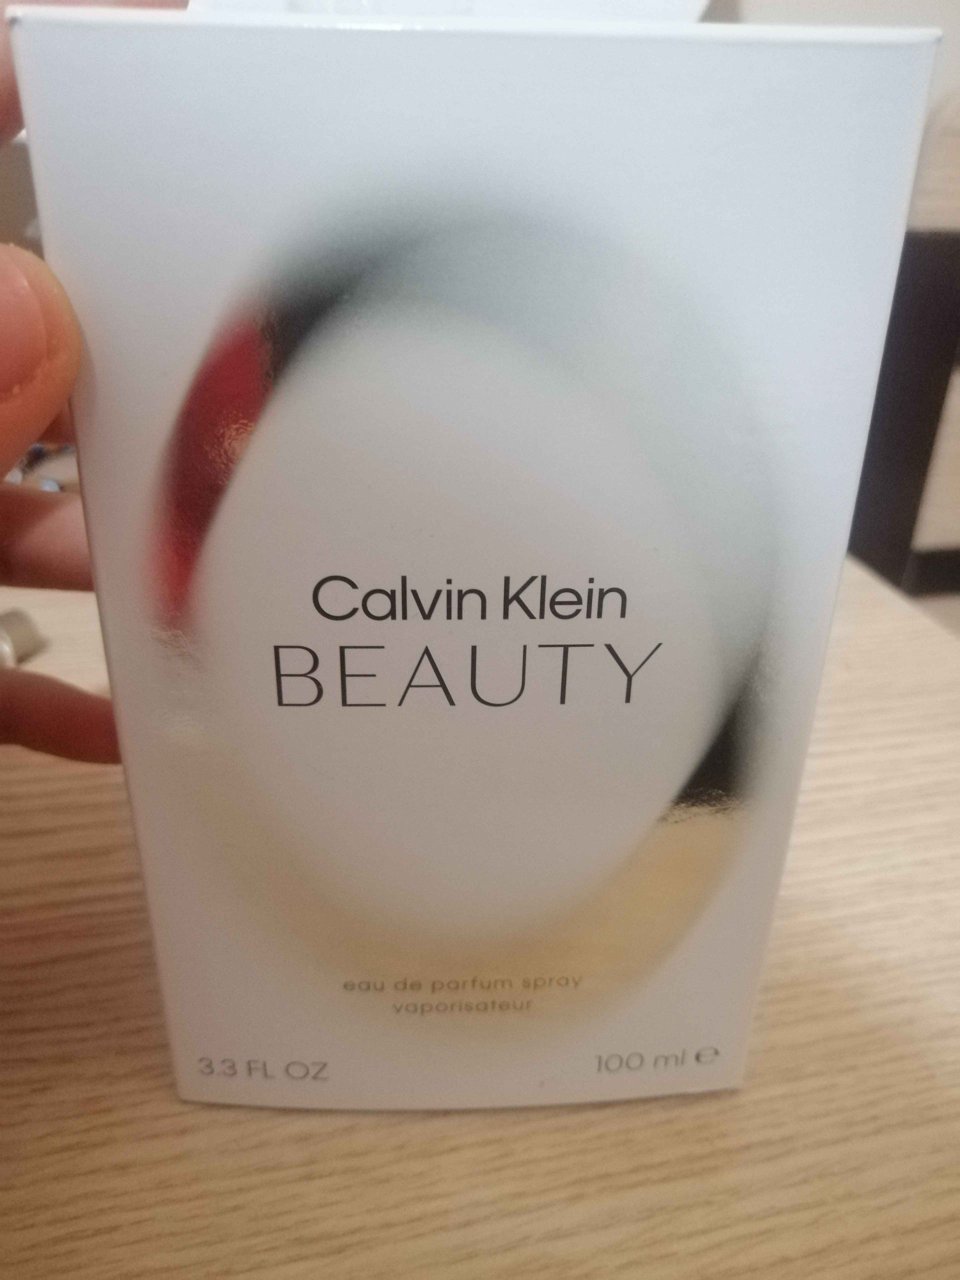 Calvin Klein
BEAUTY
eau de parfum spray
vaporisateur
3.3 FL OZ
100 ml ℮